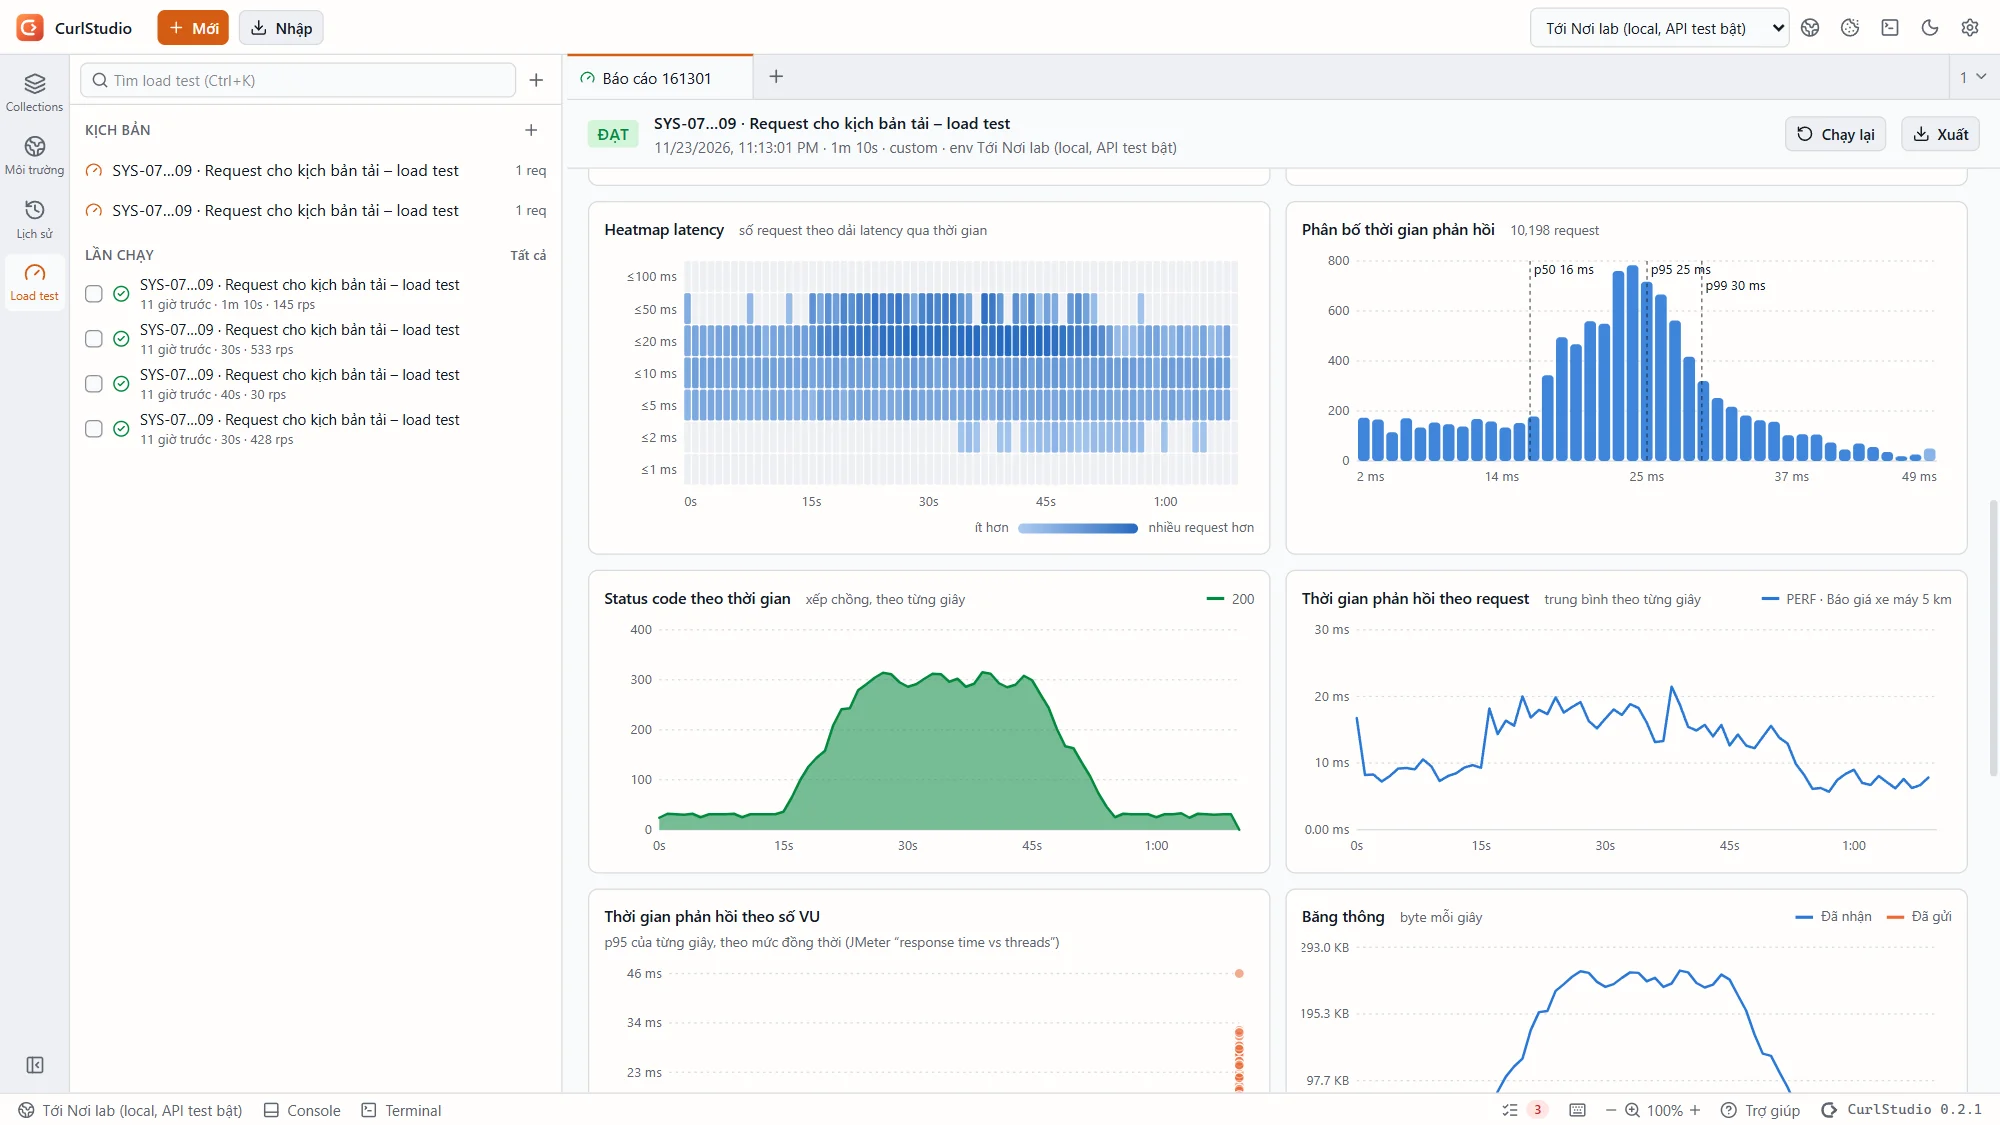 CurlStudio
Mới
Nhập
Tới Nơi lab (local, API test bật)
Collections
Môi trường
Lịch sử
Load test
Tìm load test (Ctrl+K)
KỊCH BẢN
SYS-07...09 · Request cho kịch bản tải – load test
1 req
SYS-07...09 · Request cho kịch bản tải – load test
1 req
LẦN CHẠY
Tất cả
SYS-07...09 · Request cho kịch bản tải – load test
11 giờ trước · 1m 10s · 145 rps
SYS-07...09 · Request cho kịch bản tải – load test
11 giờ trước · 30s · 533 rps
SYS-07...09 · Request cho kịch bản tải – load test
11 giờ trước · 40s · 30 rps
SYS-07...09 · Request cho kịch bản tải – load test
11 giờ trước · 30s · 428 rps
Báo cáo 161301
1
ĐẠT
SYS-07...09 · Request cho kịch bản tải – load test
11/23/2026, 11:13:01 PM · 1m 10s · custom · env Tới Nơi lab (local, API test bật)
Chạy lại
Xuất
Heatmap latency số request theo dải latency qua thời gian
≤100 ms
≤50 ms
≤20 ms
≤10 ms
≤5 ms
≤2 ms
≤1 ms
0s 15s 30s 45s 1:00
ít hơn nhiều request hơn
Phân bố thời gian phản hồi 10,198 request
800
600
400
200
0
p50 16 ms
p95 25 ms
p99 30 ms
2 ms 14 ms 25 ms 37 ms 49 ms
Status code theo thời gian xếp chồng, theo từng giây
200
400
300
200
100
0
0s 15s 30s 45s 1:00
Thời gian phản hồi theo request trung bình theo từng giây
PERF · Báo giá xe máy 5 km
30 ms
20 ms
10 ms
0.00 ms
0s 15s 30s 45s 1:00
Thời gian phản hồi theo số VU
p95 của từng giây, theo mức đồng thời (JMeter “response time vs threads”)
46 ms
34 ms
23 ms
Băng thông byte mỗi giây
Đã nhận Đã gửi
293.0 KB
195.3 KB
97.7 KB
Tới Nơi lab (local, API test bật)
Console
Terminal
3
100%
Trợ giúp
CurlStudio 0.2.1